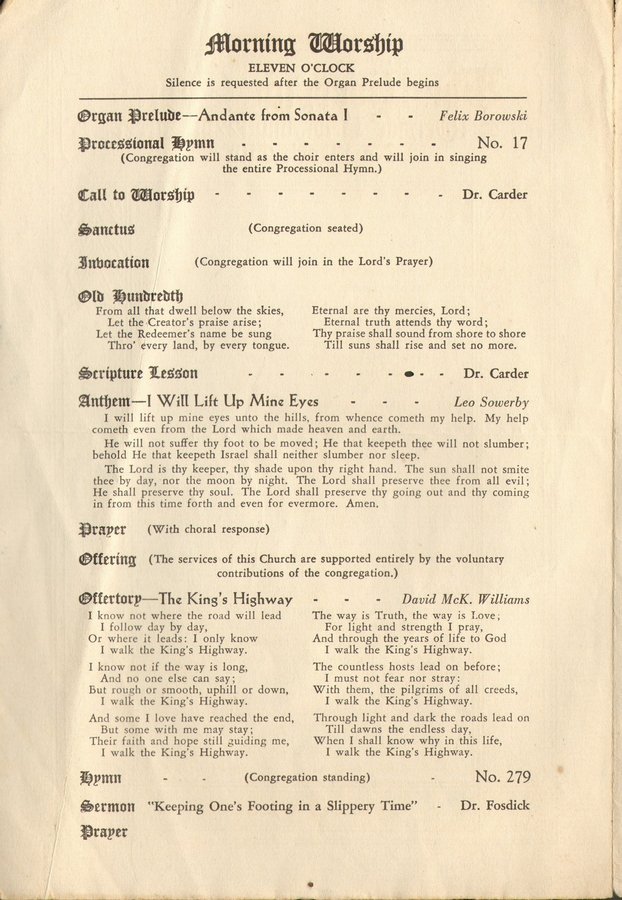 Morning Worship
ELEVEN O'CLOCK
Silence is requested after the Organ Prelude begins
Organ Prelude--Andante from Sonata I - - Felix Borowski
Processional Hymn - - - - - - - No. 17
(Congregation will stand as the choir enters and will join in singing
the entire Processional Hymn.)
Call to Worship - - - - - - - - Dr. Carder
Sanctus (Congregation seated)
Invocation (Congregation will join in the Lord's Prayer)
Old Hundredth
From all that dwell below the skies,
Let the Creator's praise arise;
Let the Redeemer's name be sung
Thro' every land, by every tongue.
Eternal are thy mercies, Lord;
Eternal truth attends thy word;
Thy praise shall sound from shore to shore
Till suns shall rise and set no more.
Scripture Lesson - - - - - - - Dr. Carder
Anthem—I Will Lift Up Mine Eyes - - - Leo Sowerby
I will lift up mine eyes unto the hills, from whence cometh my help. My help
cometh even from the Lord which made heaven and earth.
He will not suffer thy foot to be moved; He that keepeth thee will not slumber;
behold He that keepeth Israel shall neither slumber nor sleep.
The Lord is thy keeper, thy shade upon thy right hand. The sun shall not smite
thee by day, nor the moon by night. The Lord shall preserve thee from all evil;
He shall preserve thy soul. The Lord shall preserve thy going out and thy coming
in from this time forth and even for evermore. Amen.
Prayer (With choral response)
Offering (The services of this Church are supported entirely by the voluntary
contributions of the congregation.)
Offertory—The King's Highway - - - David McK. Williams
I know not where the road will lead
I follow day by day,
Or where it leads: I only know
I walk the King's Highway.
I know not if the way is long,
And no one else can say;
But rough or smooth, uphill or down,
I walk the King's Highway.
And some I love have reached the end,
But some with me may stay;
Their faith and hope still guiding me,
I walk the King's Highway.
The way is Truth, the way is Love;
For light and strength I pray,
And through the years of life to God
I walk the King's Highway.
The countless hosts lead on before;
I must not fear nor stray:
With them, the pilgrims of all creeds,
I walk the King's Highway.
Through light and dark the roads lead on
Till dawns the endless day,
When I shall know why in this life,
I walk the King's Highway.
Hymn - - (Congregation standing) - No. 279
Sermon "Keeping One's Footing in a Slippery Time" - Dr. Fosdick
Prayer